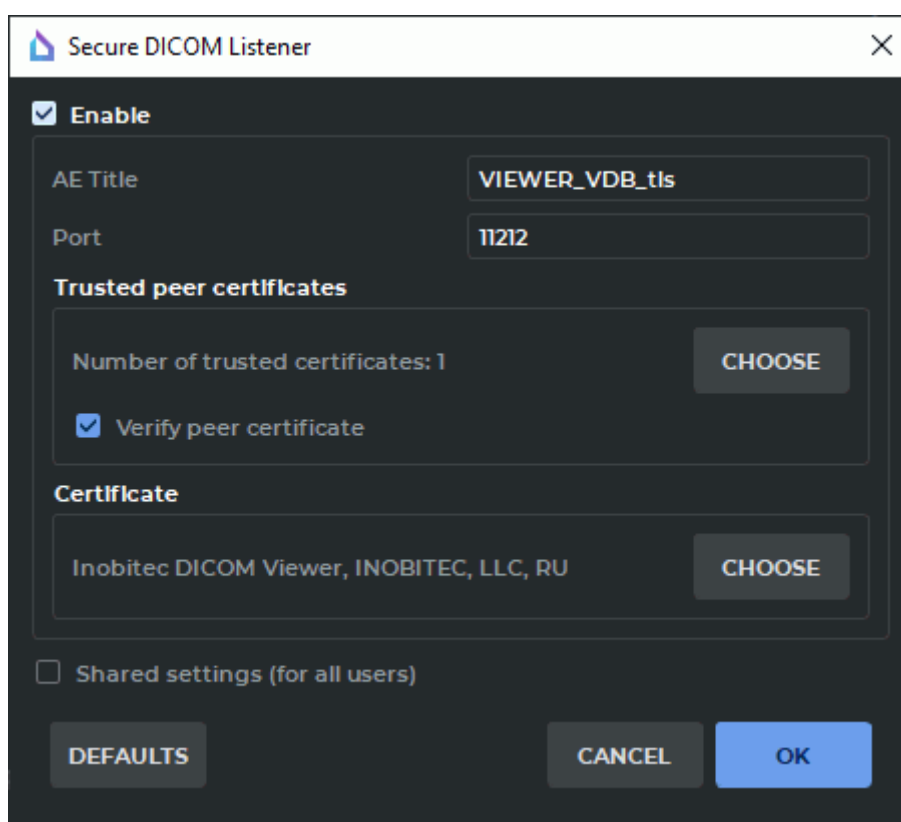 Secure DICOM Listener
Enable
AE Title VIEWER_VDB_tls
Port 11212
Trusted peer certificates
Number of trusted certificates: 1 CHOOSE
Verify peer certificate
Certificate
Inobitec DICOM Viewer, INOBITEC, LLC, RU CHOOSE
Shared settings (for all users)
DEFAULTS CANCEL OK